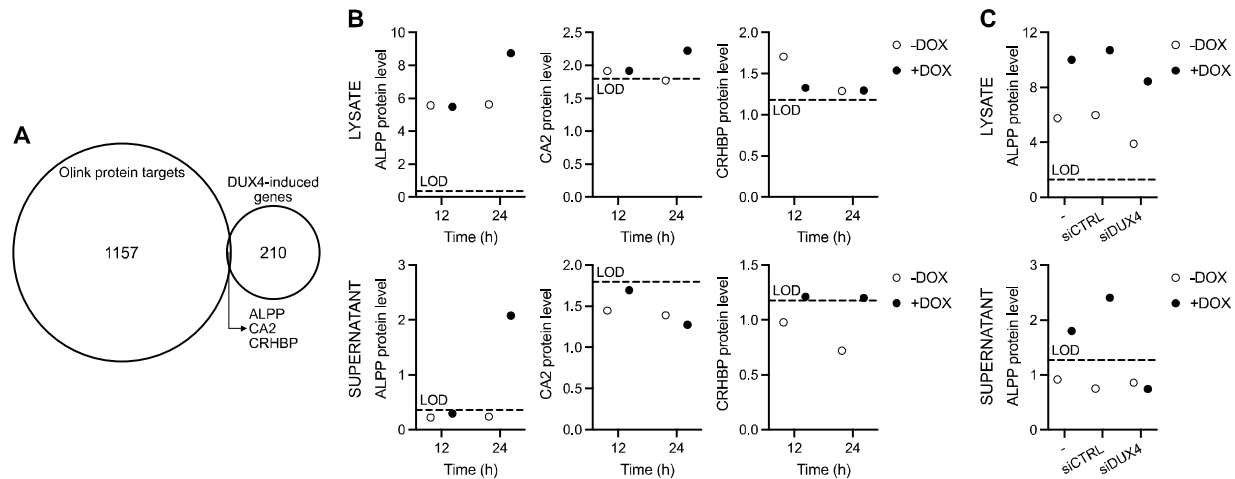 A
Olink protein targets
DUX4-induced
genes
1157
210
ALPP
CA2
CRHBP
B
LYSATE
ALPP protein level
10
8
6
4
2
0
LOD
12
24
Time (h)
CA2 protein level
2.5
2.0
1.5
1.0
0.5
0.0
LOD
12
24
Time (h)
CRHBP protein level
2.0
1.5
1.0
0.5
0.0
LOD
12
24
Time (h)
-DOX
+DOX
SUPERNATANT
ALPP protein level
3
2
1
0
LOD
12
24
Time (h)
CA2 protein level
2.0
1.5
1.0
0.5
0.0
LOD
12
24
Time (h)
CRHBP protein level
1.5
1.0
0.5
0.0
LOD
12
24
Time (h)
-DOX
+DOX
C
LYSATE
ALPP protein level
12
9
6
3
0
LOD
-
siCTRL
siDUX4
-DOX
+DOX
SUPERNATANT
ALPP protein level
3
2
1
0
LOD
-
siCTRL
siDUX4
-DOX
+DOX